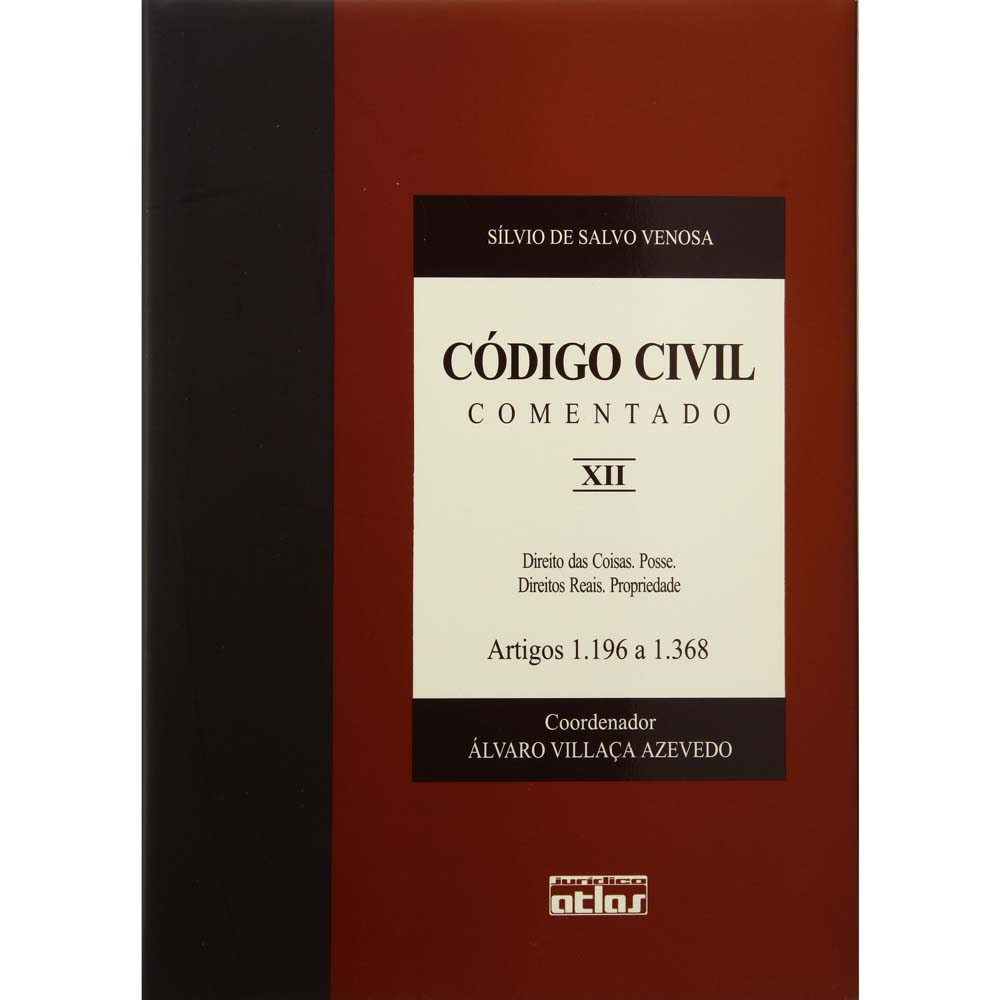 SÍLVIO DE SALVO VENOSA
CÓDIGO CIVIL
COMENTADO
XII
Direito das Coisas. Posse.
Direitos Reais. Propriedade
Artigos 1.196 a 1.368
Coordenador
ÁLVARO VILLAÇA AZEVEDO
jurídico
atlas